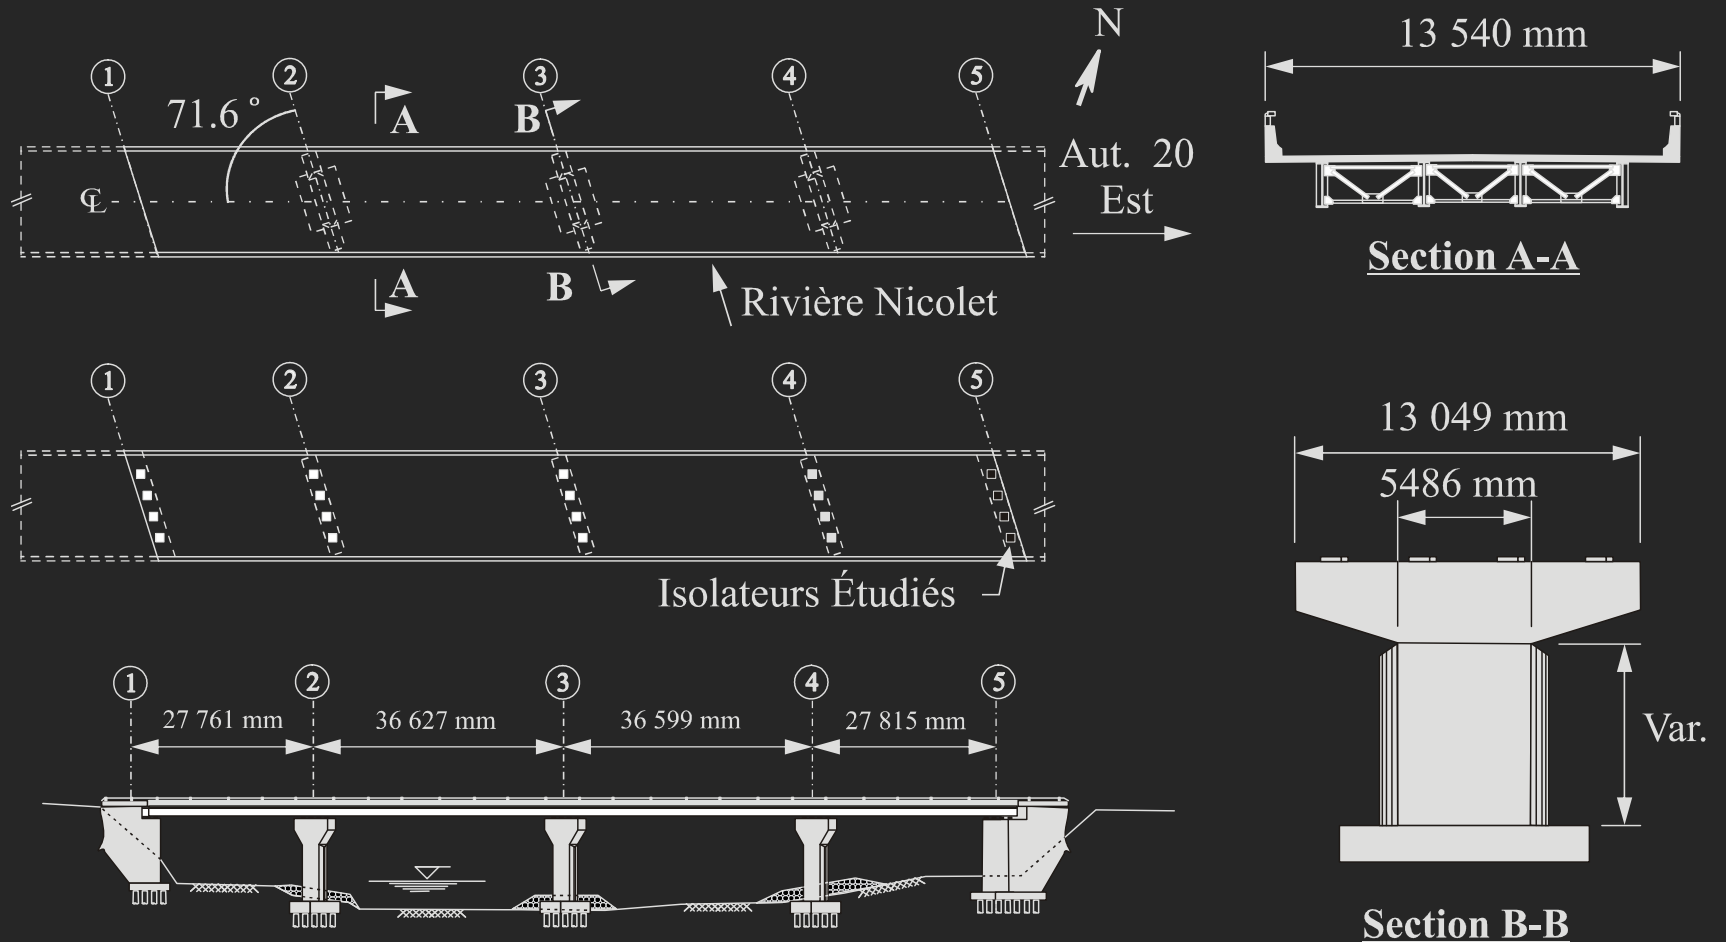 1
2
3
4
5
71.6 °
A
B
N
Aut. 20
Est
℄
A
B
Rivière Nicolet
13 540 mm
Section A-A
1
2
3
4
5
Isolateurs Étudiés
13 049 mm
5486 mm
Var.
Section B-B
1
2
3
4
5
27 761 mm
36 627 mm
36 599 mm
27 815 mm